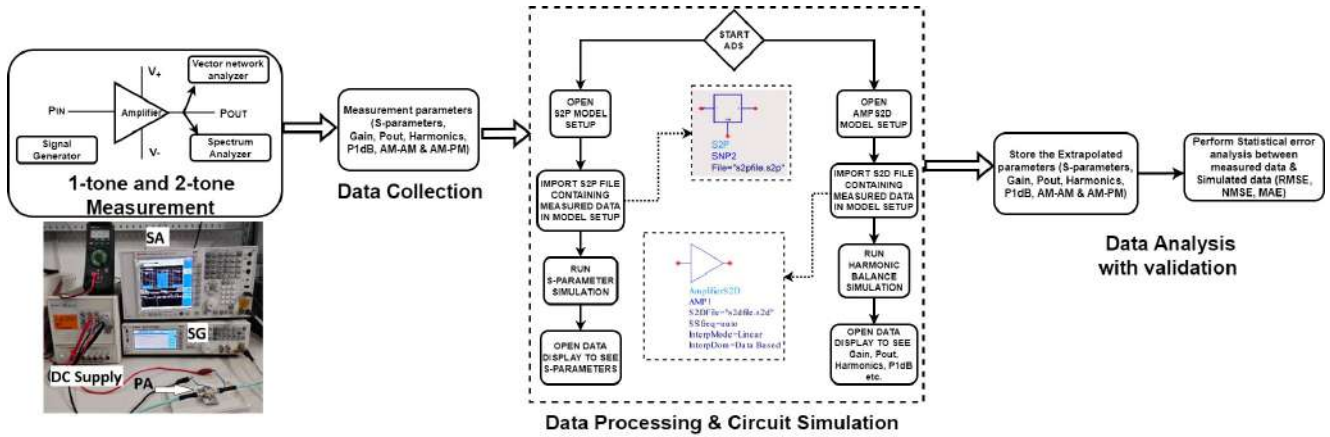 V+
Vector network
analyzer
PIN
Amplifier
POUT
Signal
Generator
V-
Spectrum
Analyzer
1-tone and 2-tone
Measurement
SA
SG
DC Supply
PA
Measurement parameters
(S-parameters,
Gain, Pout, Harmonics,
P1dB, AM-AM & AM-PM)
Data Collection
START
ADS
OPEN
S2P MODEL
SETUP
IMPORT S2P FILE
CONTAINING
MEASURED DATA
IN MODEL SETUP
RUN
S-PARAMETER
SIMULATION
OPEN DATA
DISPLAY TO SEE
S-PARAMETERS
S2P
SNP2
File="s2pfile.s2p"
AmplifierS2D
AMP1
S2DFile="s2dfile.s2d"
SSfreq=auto
InterpMode=Linear
InterpDom=Data Based
OPEN
AMPS2D
MODEL SETUP
IMPORT S2D FILE
CONTAINING
MEASURED DATA
IN MODEL SETUP
RUN
HARMONIC
BALANCE
SIMULATION
OPEN DATA
DISPLAY TO SEE
Gain, Pout,
Harmonics, P1dB
etc.
Data Processing & Circuit Simulation
Store the Extrapolated
parameters (S-parameters,
Gain, Pout, Harmonics,
P1dB, AM-AM & AM-PM)
Perform Statistical error
analysis between
measured data &
Simulated data (RMSE,
NMSE, MAE)
Data Analysis
with validation